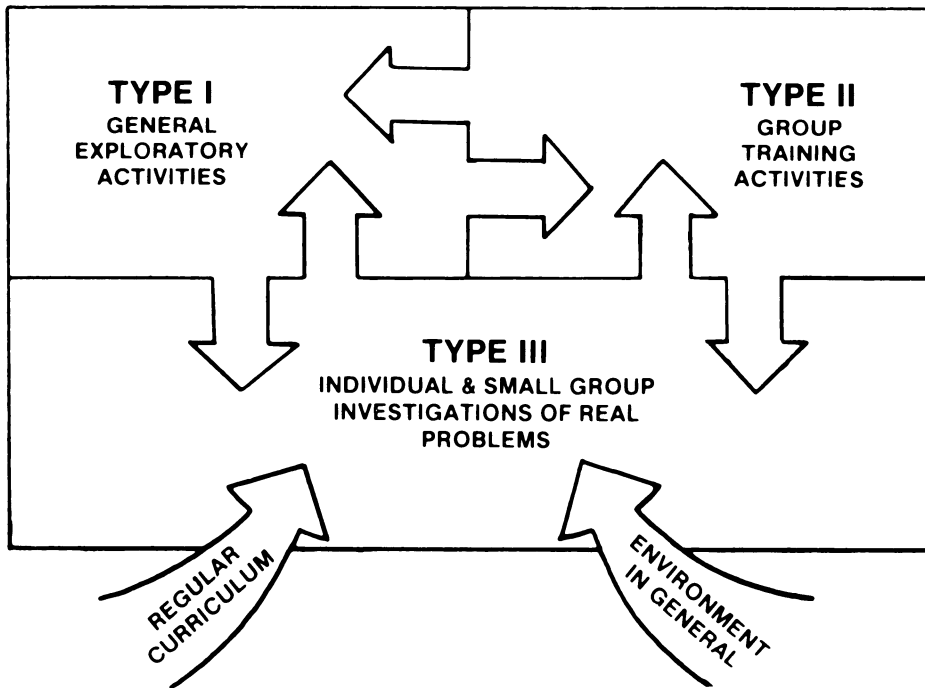 TYPE I
GENERAL
EXPLORATORY
ACTIVITIES
TYPE II
GROUP
TRAINING
ACTIVITIES
TYPE III
INDIVIDUAL & SMALL GROUP
INVESTIGATIONS OF REAL
PROBLEMS
REGULAR
CURRICULUM
ENVIRONMENT
IN GENERAL